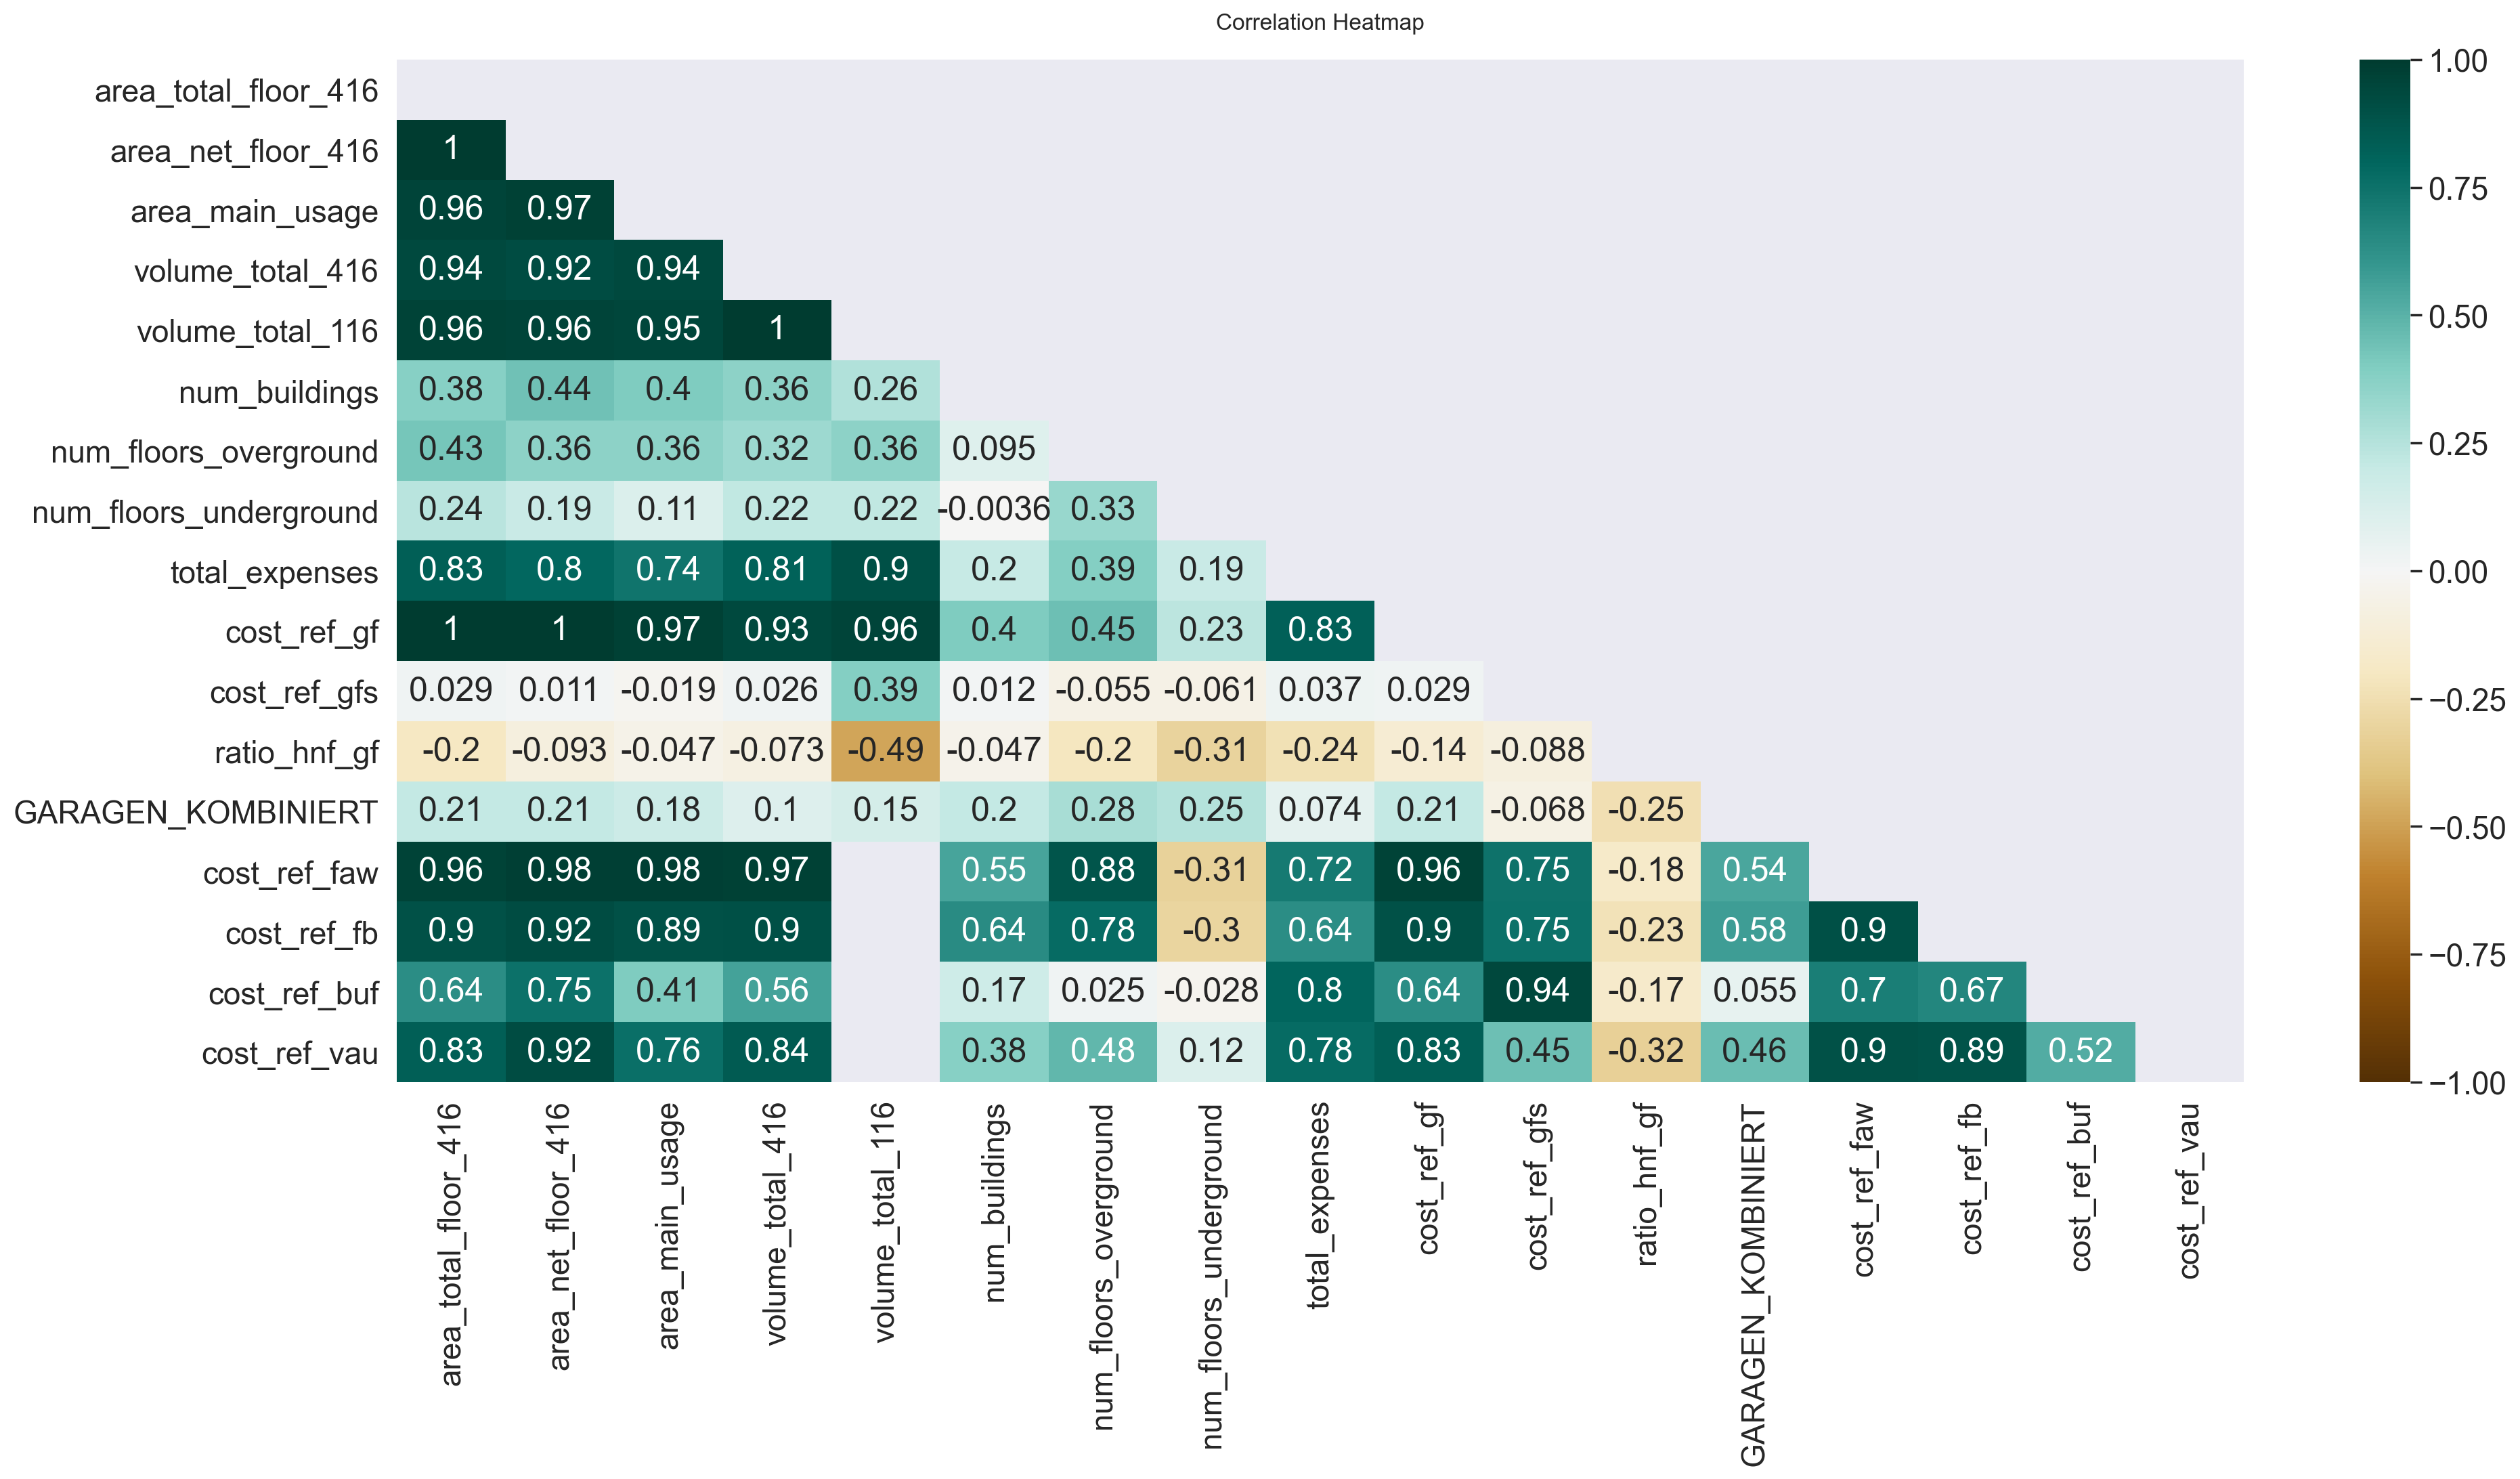 Correlation Heatmap
area_total_floor_416
area_net_floor_416 1
area_main_usage 0.96 0.97
volume_total_416 0.94 0.92 0.94
volume_total_116 0.96 0.96 0.95 1
num_buildings 0.38 0.44 0.4 0.36 0.26
num_floors_overground 0.43 0.36 0.36 0.32 0.36 0.095
num_floors_underground 0.24 0.19 0.11 0.22 0.22 -0.0036 0.33
total_expenses 0.83 0.8 0.74 0.81 0.9 0.2 0.39 0.19
cost_ref_gf 1 1 0.97 0.93 0.96 0.4 0.45 0.23 0.83
cost_ref_gfs 0.029 0.011 -0.019 0.026 0.39 0.012 -0.055 -0.061 0.037 0.029
ratio_hnf_gf -0.2 -0.093 -0.047 -0.073 -0.49 -0.047 -0.2 -0.31 -0.24 -0.14 -0.088
GARAGEN_KOMBINIERT 0.21 0.21 0.18 0.1 0.15 0.2 0.28 0.25 0.074 0.21 -0.068 -0.25
cost_ref_faw 0.96 0.98 0.98 0.97 0.55 0.88 -0.31 0.72 0.96 0.75 -0.18 0.54
cost_ref_fb 0.9 0.92 0.89 0.9 0.64 0.78 -0.3 0.64 0.9 0.75 -0.23 0.58 0.9
cost_ref_buf 0.64 0.75 0.41 0.56 0.17 0.025 -0.028 0.8 0.64 0.94 -0.17 0.055 0.7 0.67
cost_ref_vau 0.83 0.92 0.76 0.84 0.38 0.48 0.12 0.78 0.83 0.45 -0.32 0.46 0.9 0.89 0.52
area_total_floor_416
area_net_floor_416
area_main_usage
volume_total_416
volume_total_116
num_buildings
num_floors_overground
num_floors_underground
total_expenses
cost_ref_gf
cost_ref_gfs
ratio_hnf_gf
GARAGEN_KOMBINIERT
cost_ref_faw
cost_ref_fb
cost_ref_buf
cost_ref_vau
1.00
0.75
0.50
0.25
0.00
−0.25
−0.50
−0.75
−1.00